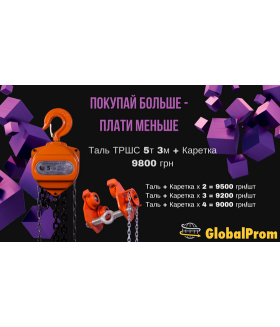 ПОКУПАЙ БОЛЬШЕ -
ПЛАТИ МЕНЬШЕ
Таль ТРШС 5т 3м + Каретка
9800 грн
Таль + Каретка x 2 = 9500 грн/шт
Таль + Каретка x 3 = 9200 грн/шт
Таль + Каретка x 4 = 9000 грн/шт
GlobalProm